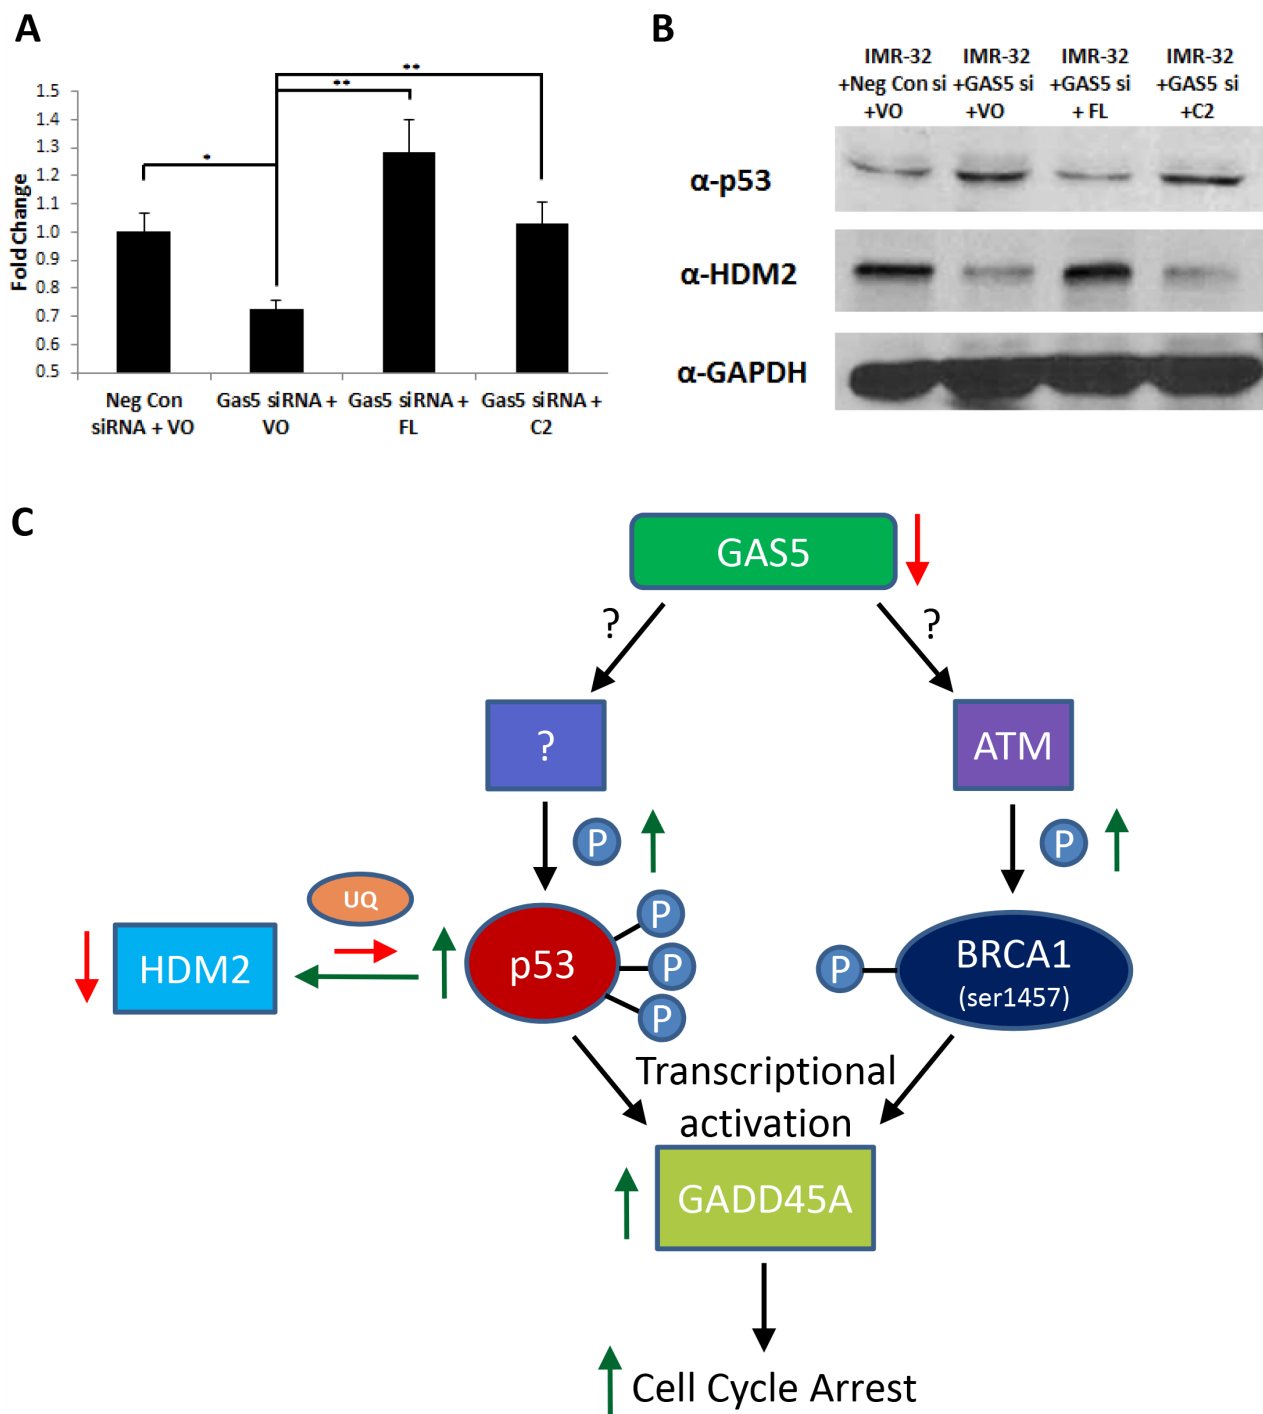 A
**
**
*
Fold Change
1.5
1.4
1.3
1.2
1.1
1.0
0.9
0.8
0.7
0.6
0.5
Neg Con
siRNA + VO
Gas5 siRNA +
VO
Gas5 siRNA +
FL
Gas5 siRNA +
C2
B
IMR-32
+Neg Con si
+VO
IMR-32
+GAS5 si
+VO
IMR-32
+GAS5 si
+ FL
IMR-32
+GAS5 si
+C2
α-p53
α-HDM2
α-GAPDH
C
GAS5
?
?
?
ATM
P
P
UQ
HDM2
p53
P
P
P
P
BRCA1
(ser1457)
Transcriptional
activation
GADD45A
Cell Cycle Arrest